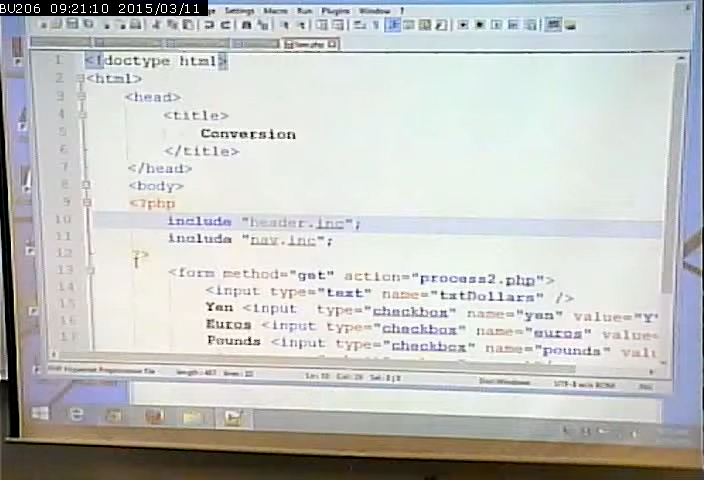 BU206 09:21:10 2015/03/11
Settings Macro Run Plugins Window ?
1 <!doctype html>
2 <html>
3 <head>
4 <title>
5 Conversion
6 </title>
7 </head>
8 <body>
9 <?php
10 include "header.inc";
11 include "nav.inc";
12 ?>
13 <form method="get" action="process2.php">
14 <input type="text" name="txtDollars" />
15 Yen <input type="checkbox" name="yen" value="Y"
16 Euros <input type="checkbox" name="euros" value=
17 Pounds <input type="checkbox" name="pounds" valu